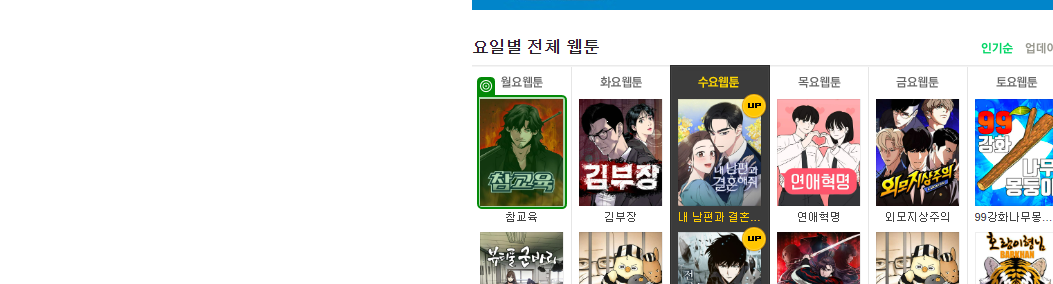 요일별 전체 웹툰
인기순 업데이
월요웹툰 화요웹툰 수요웹툰 목요웹툰 금요웹툰 토요웹툰
UP
참교육
김부장
내 남편과
결혼해줘
연애혁명
외모지상주의
99
강화
나무
몽둥이
참교육 김부장 내 남편과 결혼... 연애혁명 외모지상주의 99강화나무몽...
UP
뷰티풀 군바리
전
호랑이형님